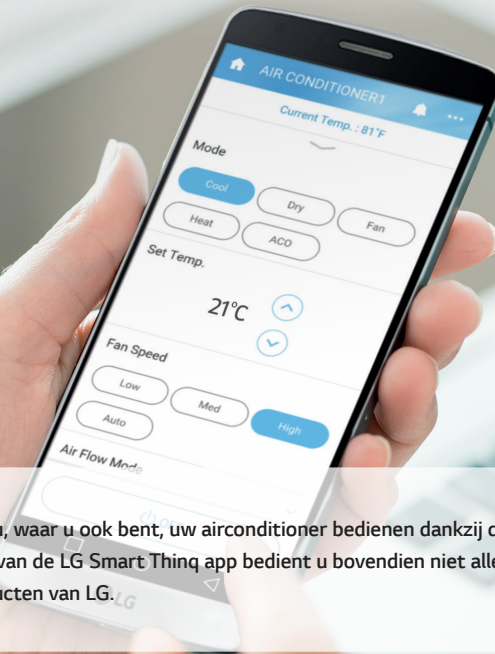 AIR CONDITIONER1
Current Temp. : 81°F
Mode
Cool Dry Fan
Heat ACO
Set Temp.
21°C
Fan Speed
Low Med High
Auto
Air Flow Mode
, waar u ook bent, uw airconditioner bedienen dankzij
van de LG Smart Thinq app bedient u bovendien niet
ucten van LG.
LG